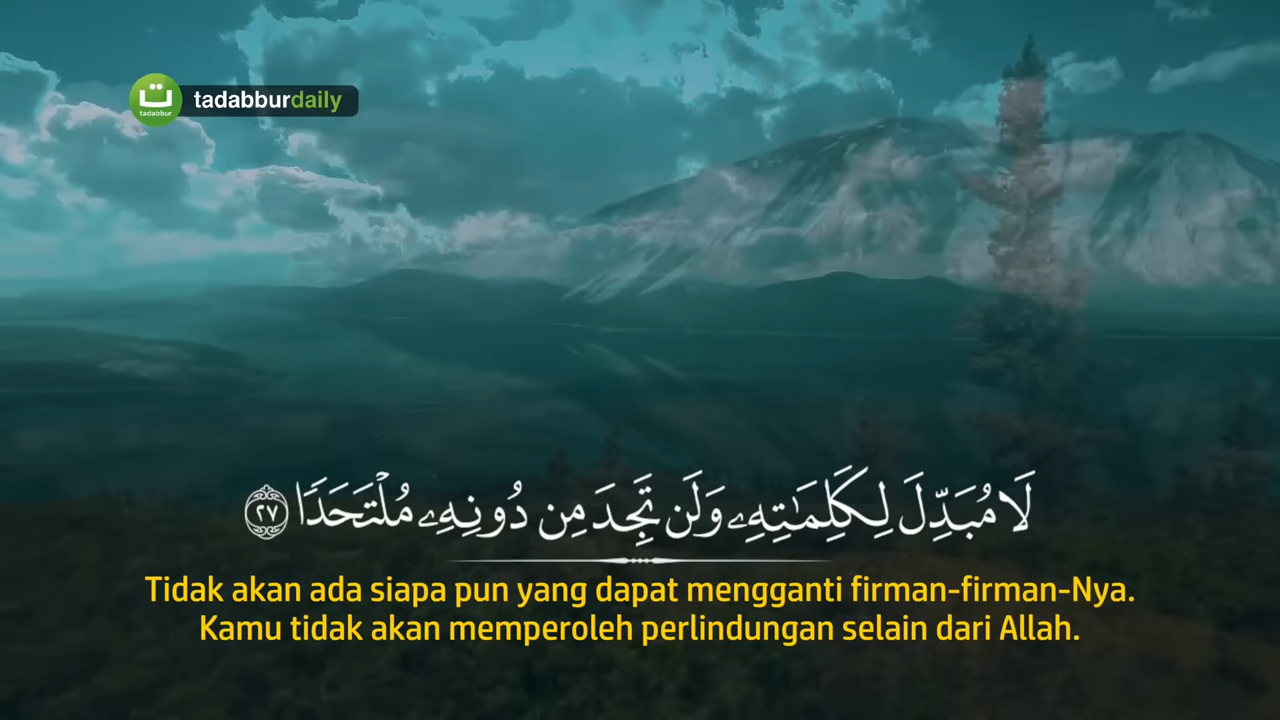 ت
tadabbur
tadabburdaily
لَا مُبَدِّلَ لِكَلِمَٰتِهِۦ وَلَن تَجِدَ مِن دُونِهِۦ مُلْتَحَدًا ٢٧
Tidak akan ada siapa pun yang dapat mengganti firman-firman-Nya.
Kamu tidak akan memperoleh perlindungan selain dari Allah.